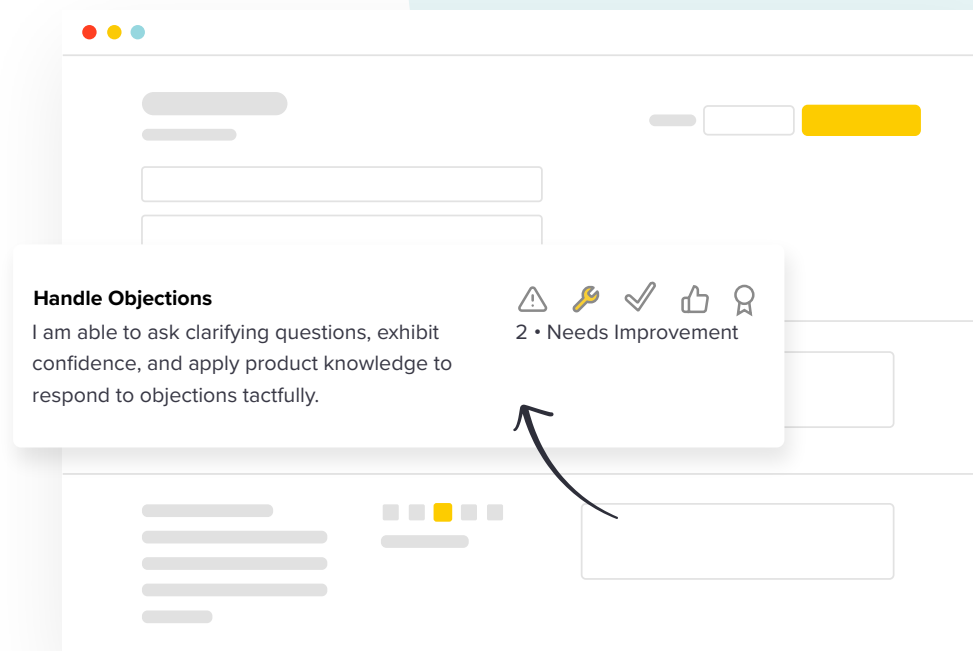 Handle Objections
I am able to ask clarifying questions, exhibit
confidence, and apply product knowledge to
respond to objections tactfully.
2 • Needs Improvement